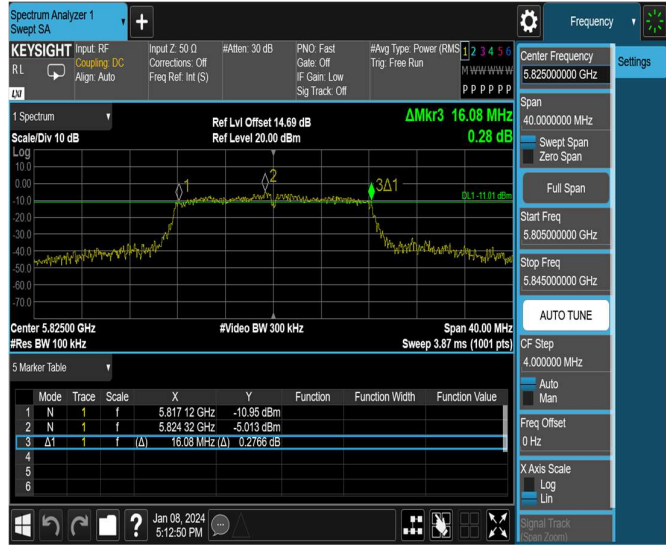 Spectrum Analyzer 1
Swept SA
+
Frequency
KEYSIGHT
RL
LXI
Input: RF
Coupling: DC
Align: Auto
Input Z: 50 Ω
Corrections: Off
Freq Ref: Int (S)
#Atten: 30 dB
PNO: Fast
Gate: Off
IF Gain: Low
Sig Track: Off
#Avg Type: Power (RMS
Trig: Free Run
1 2 3 4 5 6
M W W W W W
P P P P P P
1 Spectrum
Scale/Div 10 dB
Ref Lvl Offset 14.69 dB
Ref Level 20.00 dBm
ΔMkr3 16.08 MHz
0.28 dB
Log
10.0
0.00
-10.0
-20.0
-30.0
-40.0
-50.0
-60.0
-70.0
1
2
3Δ1
DL1 -11.01 dBm
Center 5.82500 GHz
#Video BW 300 kHz
Span 40.00 MHz
#Res BW 100 kHz
Sweep 3.87 ms (1001 pts)
5 Marker Table
Mode Trace Scale X Y Function Function Width Function Value
1 N 1 f 5.817 12 GHz -10.95 dBm
2 N 1 f 5.824 32 GHz -5.013 dBm
3 Δ1 1 f (Δ) 16.08 MHz (Δ) 0.2766 dB
4
5
6
?
Jan 08, 2024
5:12:50 PM
Center Frequency
5.825000000 GHz
Settings
Span
40.0000000 MHz
Swept Span
Zero Span
Full Span
Start Freq
5.805000000 GHz
Stop Freq
5.845000000 GHz
AUTO TUNE
CF Step
4.000000 MHz
Auto
Man
Freq Offset
0 Hz
X Axis Scale
Log
Lin
Signal Track
(Span Zoom)